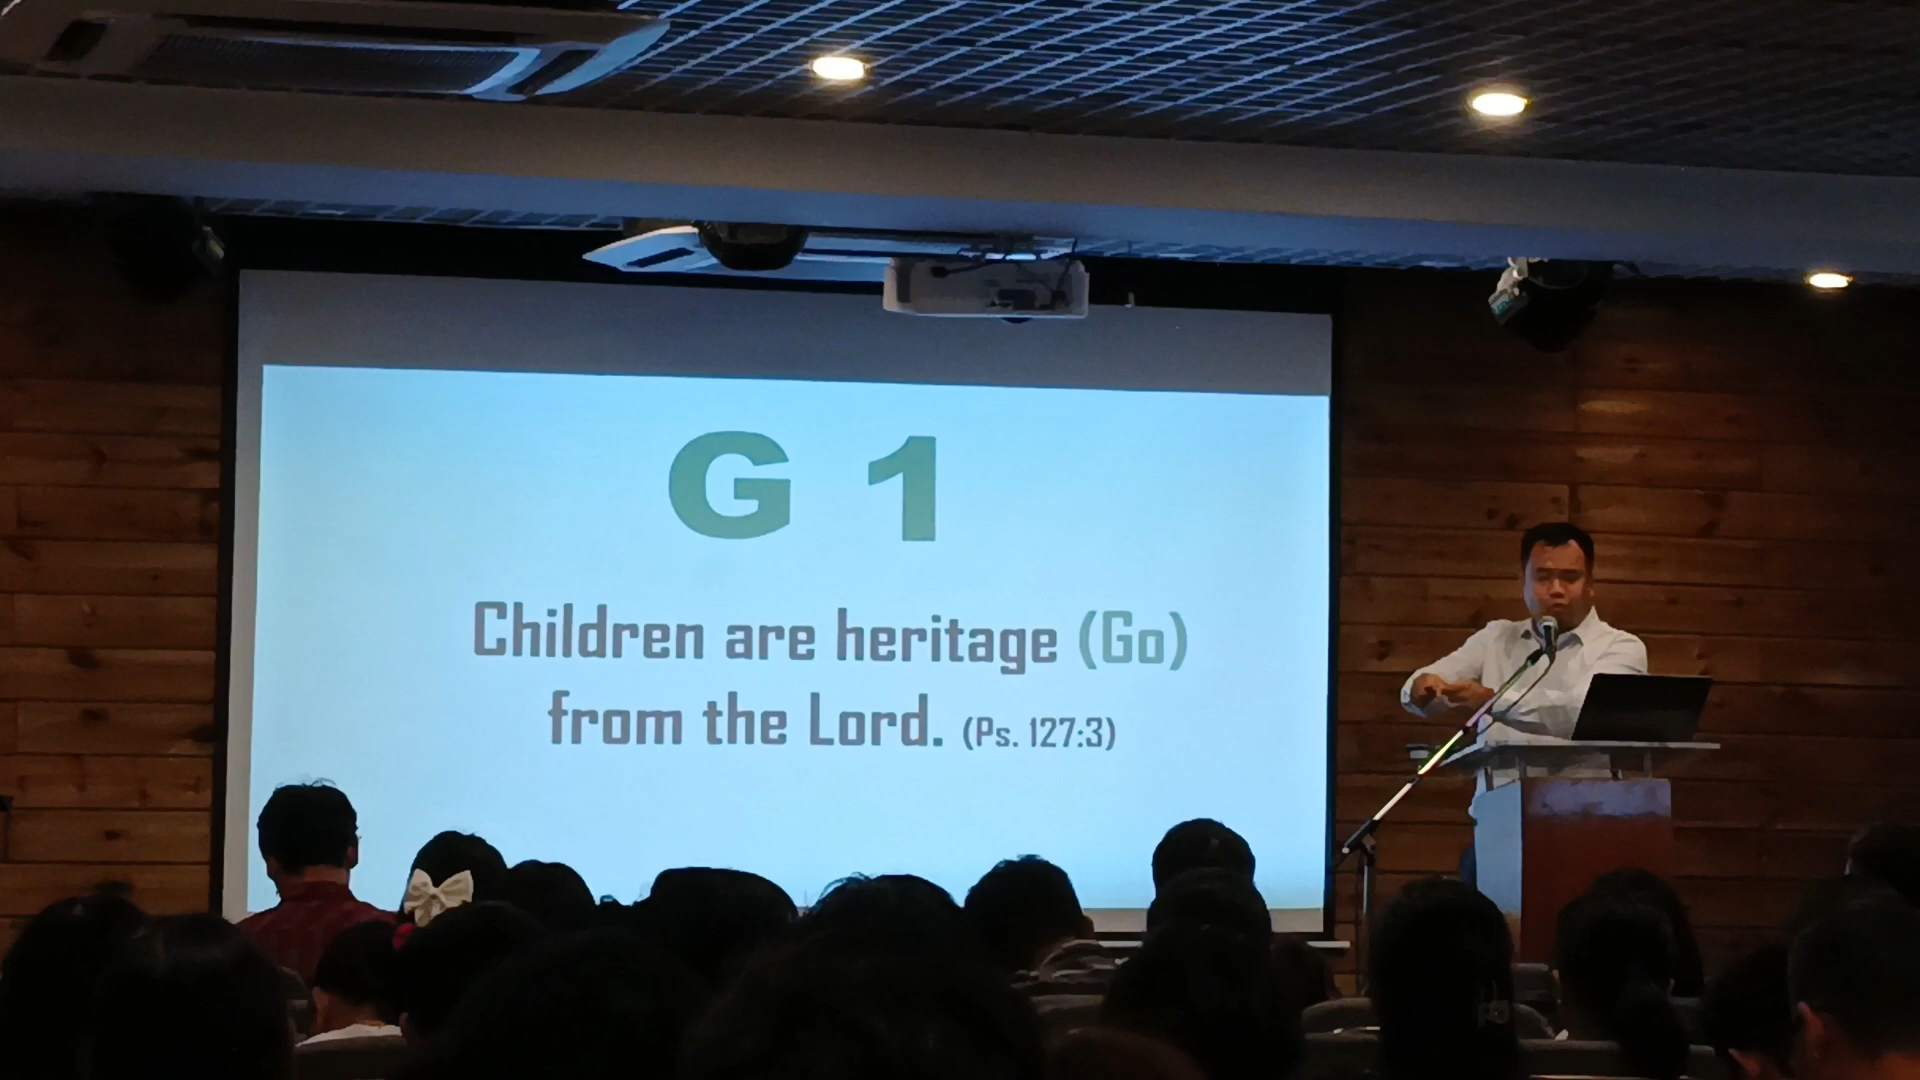 G 1
Children are heritage (Go)
from the Lord. (Ps. 127:3)